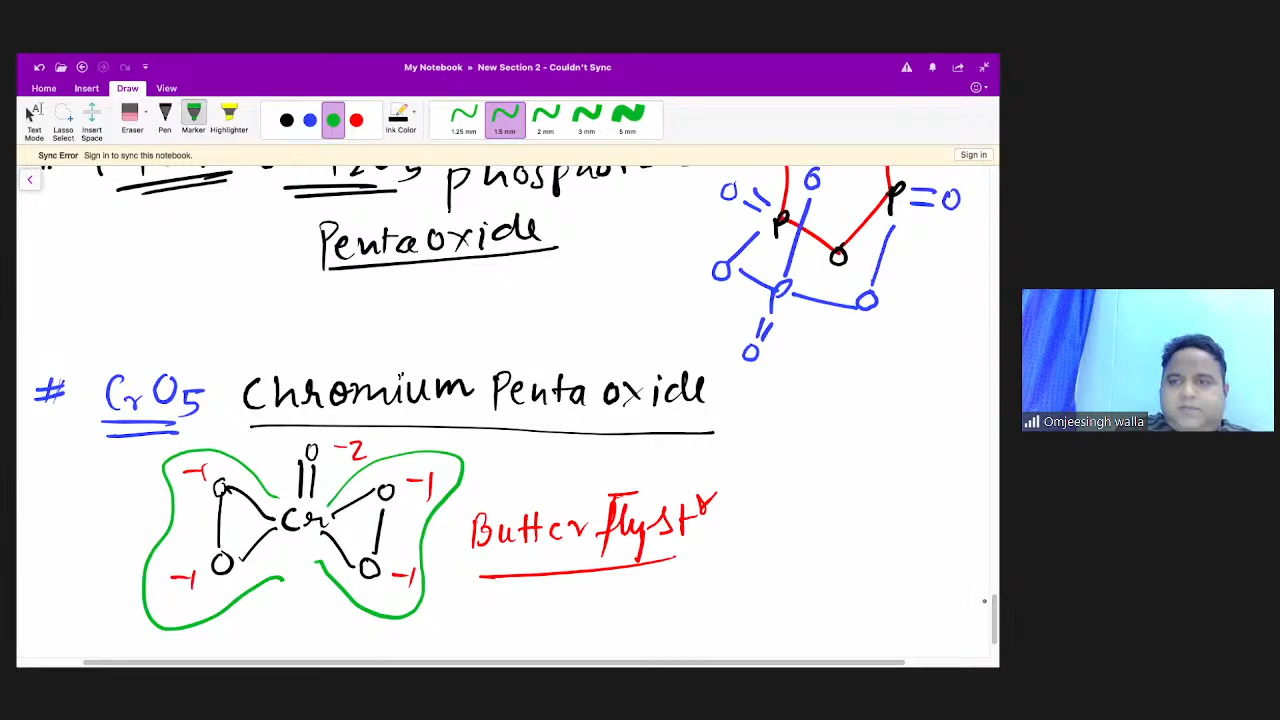 My Notebook » New Section 2 - Couldn't Sync
Home Insert Draw View
Text Mode
Lasso Select
Insert Space
Eraser
Pen
Marker
Highlighter
Ink Color
1.25 mm
1.5 mm
2 mm
3 mm
5 mm
Sync Error Sign in to sync this notebook.
Sign in
Pentaoxide
O
O
P
P
O
O
O
O
O
# CrO5 Chromium Pentaoxide
O
-2
-1
O
Cr
O
-1
-1
O
O
-1
Butterfly str
Omjeesingh walla